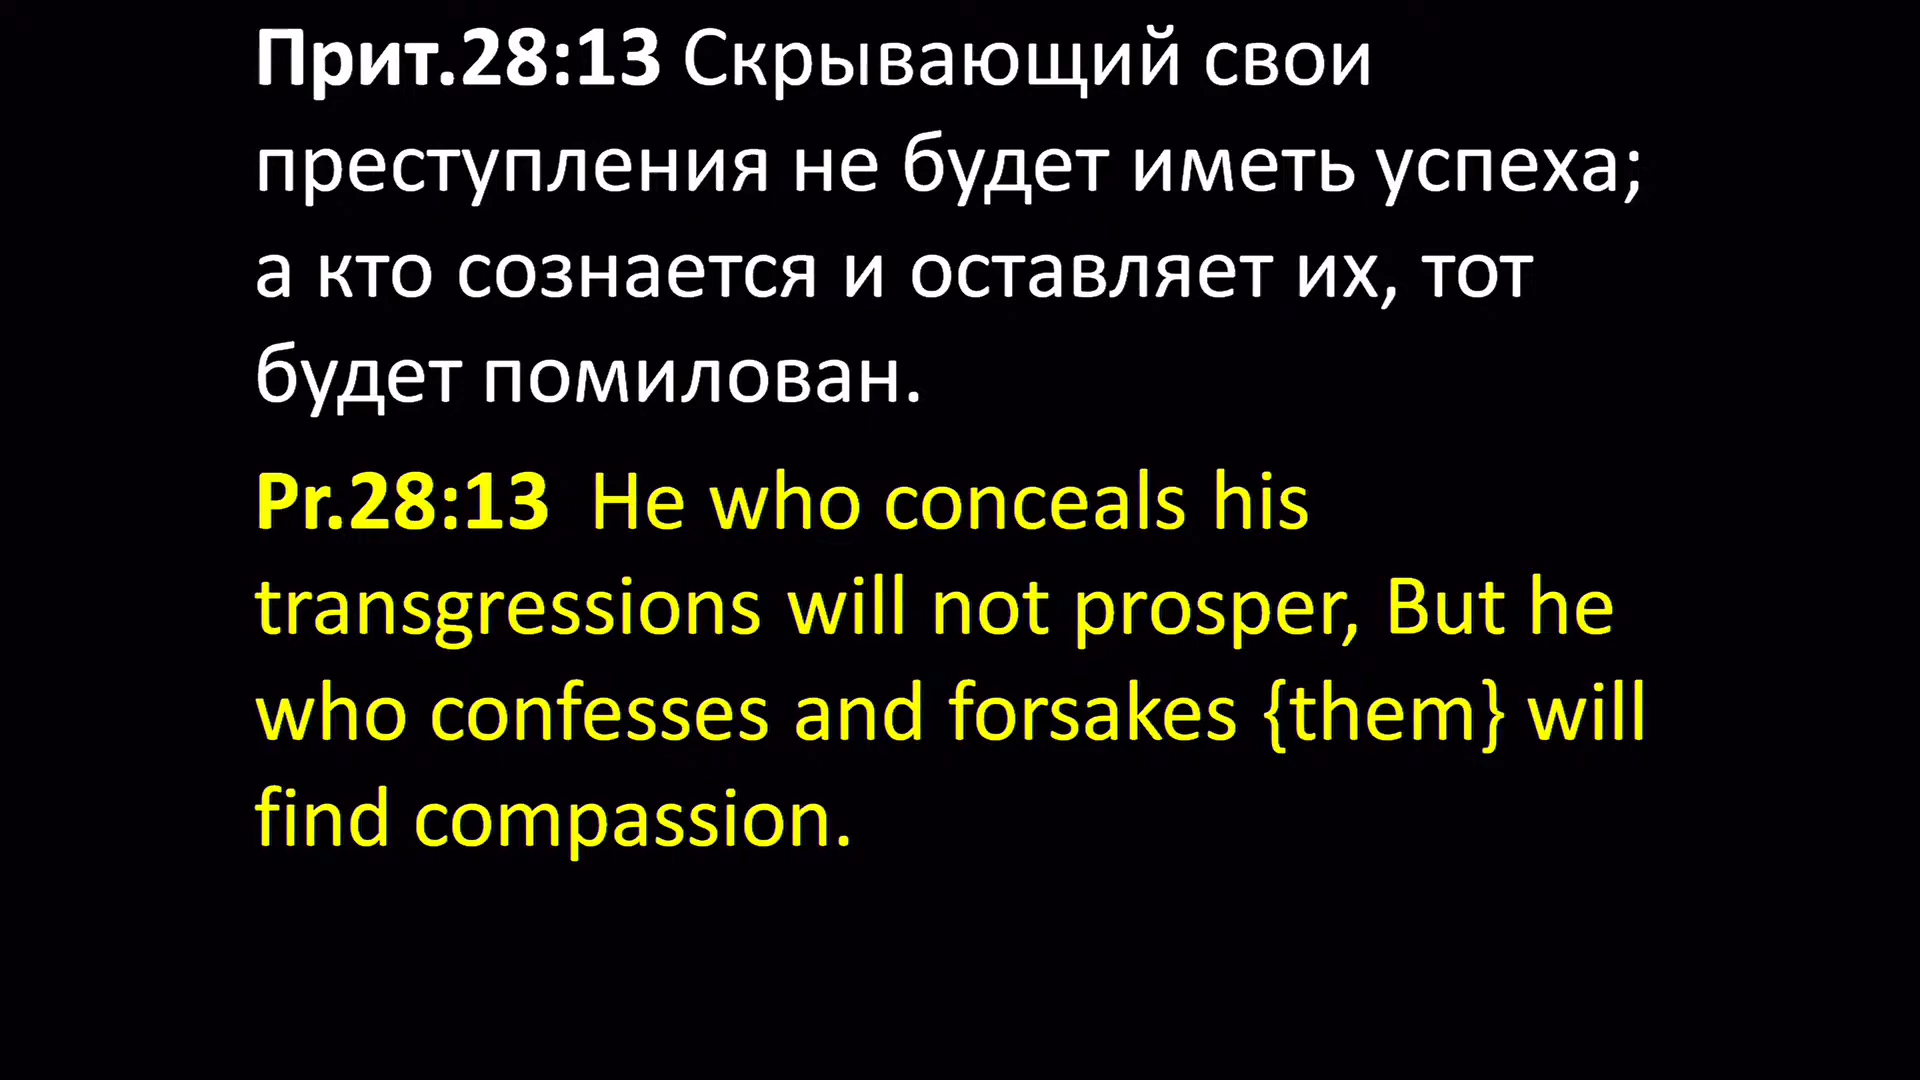 Прит.28:13 Скрывающий свои
преступления не будет иметь успеха;
а кто сознается и оставляет их, тот
будет помилован.
Pr.28:13  He who conceals his
transgressions will not prosper, But he
who confesses and forsakes {them} will
find compassion.